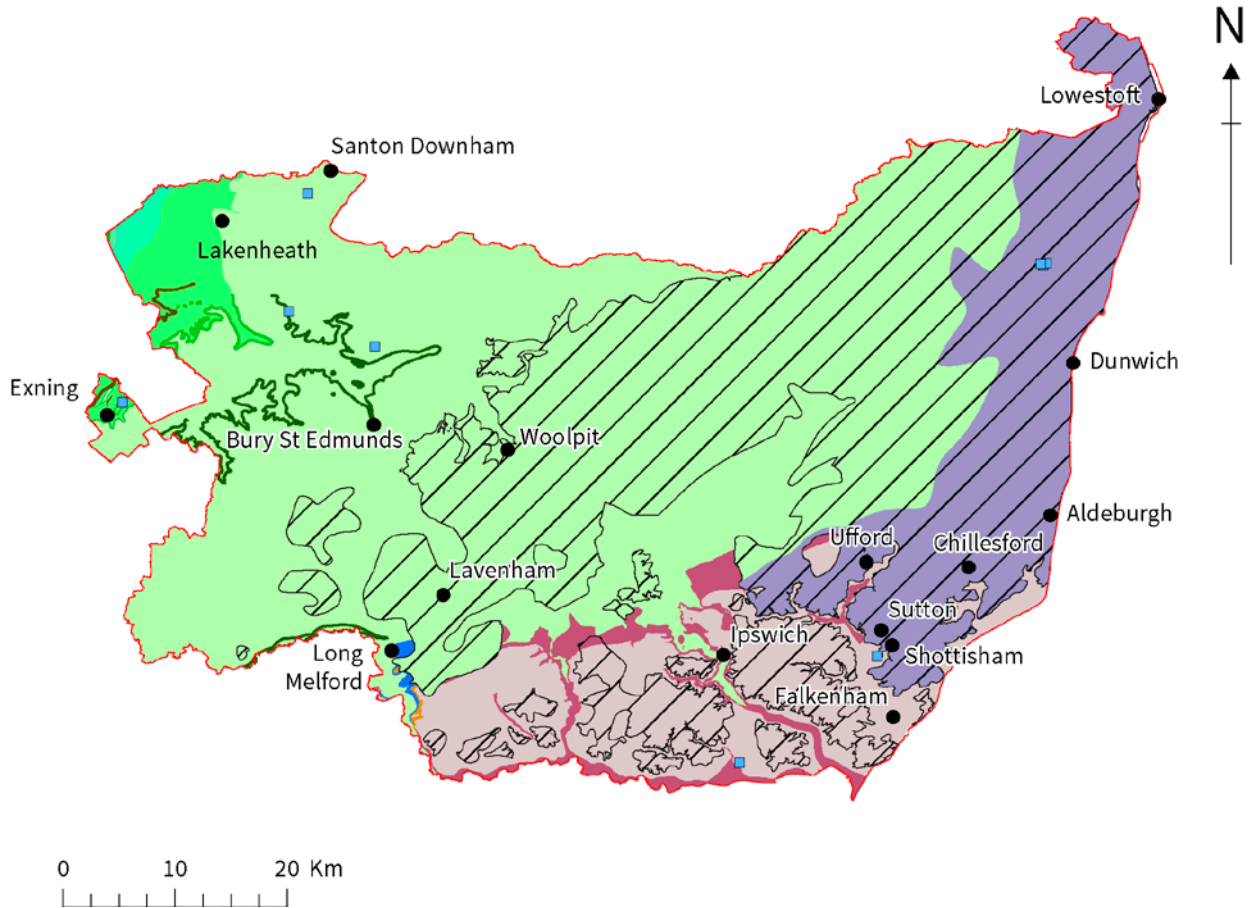 N
Lowestoft
Santon Downham
Lakenheath
Dunwich
Exning
Bury St Edmunds
Woolpit
Aldeburgh
Ufford
Chillesford
Lavenham
Sutton
Ipswich
Long
Melford
Shottisham
Falkenham
0 10 20 Km